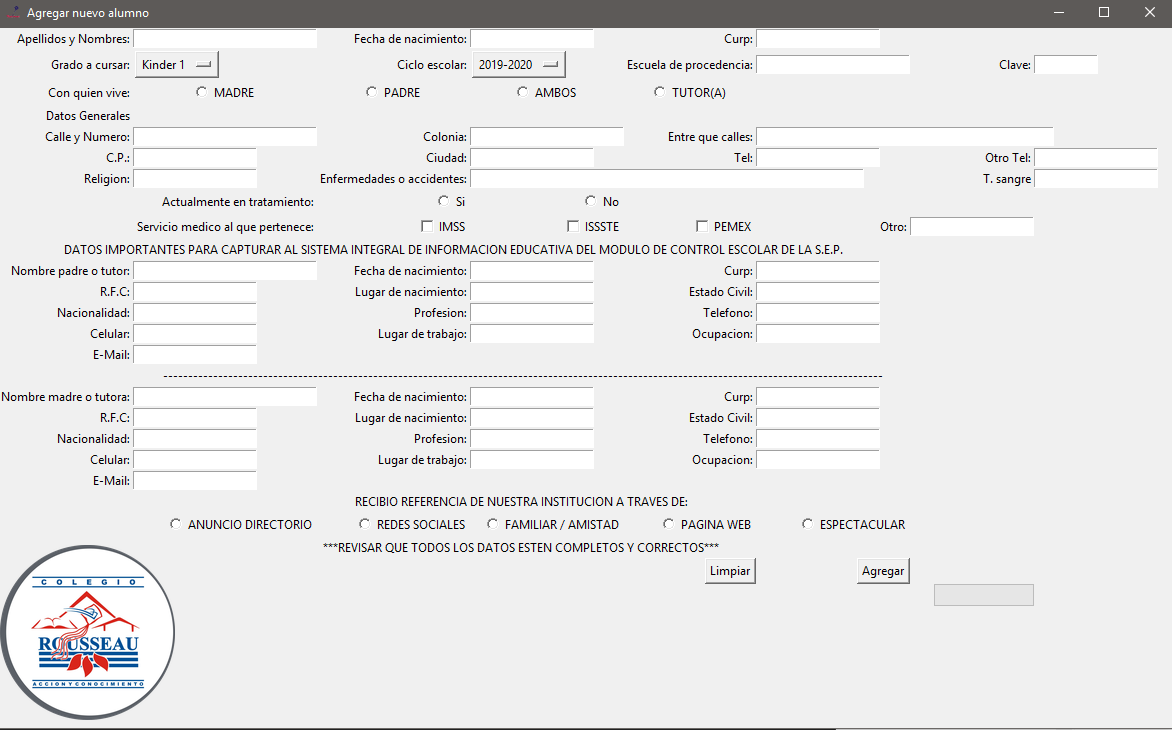 Agregar nuevo alumno
Apellidos y Nombres: Fecha de nacimiento: Curp:
Grado a cursar: Kinder 1 Ciclo escolar: 2019-2020 Escuela de procedencia: Clave:
Con quien vive: MADRE PADRE AMBOS TUTOR(A)
Datos Generales
Calle y Numero: Colonia: Entre que calles:
C.P.: Ciudad: Tel: Otro Tel:
Religion: Enfermedades o accidentes: T. sangre
Actualmente en tratamiento: Si No
Servicio medico al que pertenece: IMSS ISSSTE PEMEX Otro:
DATOS IMPORTANTES PARA CAPTURAR AL SISTEMA INTEGRAL DE INFORMACION EDUCATIVA DEL MODULO DE CONTROL ESCOLAR DE LA S.E.P.
Nombre padre o tutor: Fecha de nacimiento: Curp:
R.F.C: Lugar de nacimiento: Estado Civil:
Nacionalidad: Profesion: Telefono:
Celular: Lugar de trabajo: Ocupacion:
E-Mail:
Nombre madre o tutora: Fecha de nacimiento: Curp:
R.F.C: Lugar de nacimiento: Estado Civil:
Nacionalidad: Profesion: Telefono:
Celular: Lugar de trabajo: Ocupacion:
E-Mail:
RECIBIO REFERENCIA DE NUESTRA INSTITUCION A TRAVES DE:
ANUNCIO DIRECTORIO REDES SOCIALES FAMILIAR / AMISTAD PAGINA WEB ESPECTACULAR
***REVISAR QUE TODOS LOS DATOS ESTEN COMPLETOS Y CORRECTOS***
Limpiar Agregar
COLEGIO
ROUSSEAU
ACCION Y CONOCIMIENTO